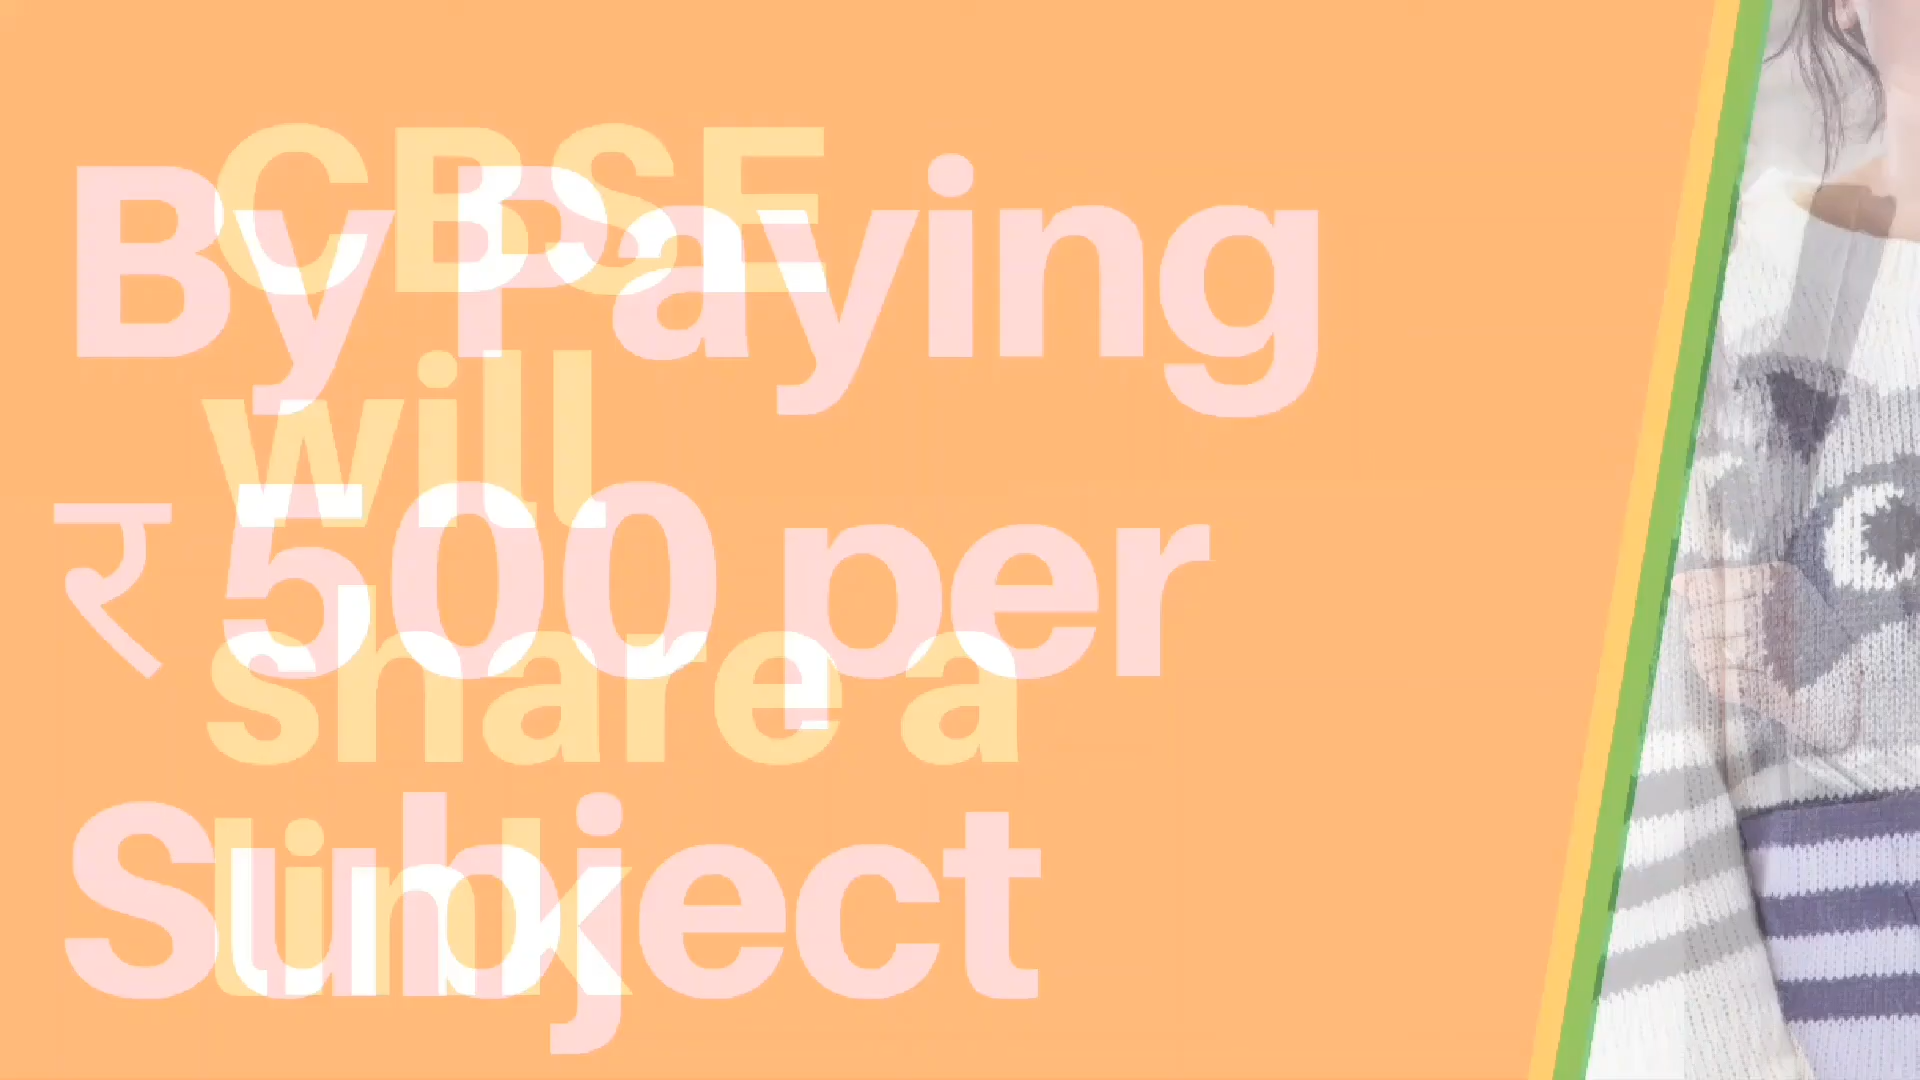 By Paying
र 500 per
Subject
CBSE
will
share a
link